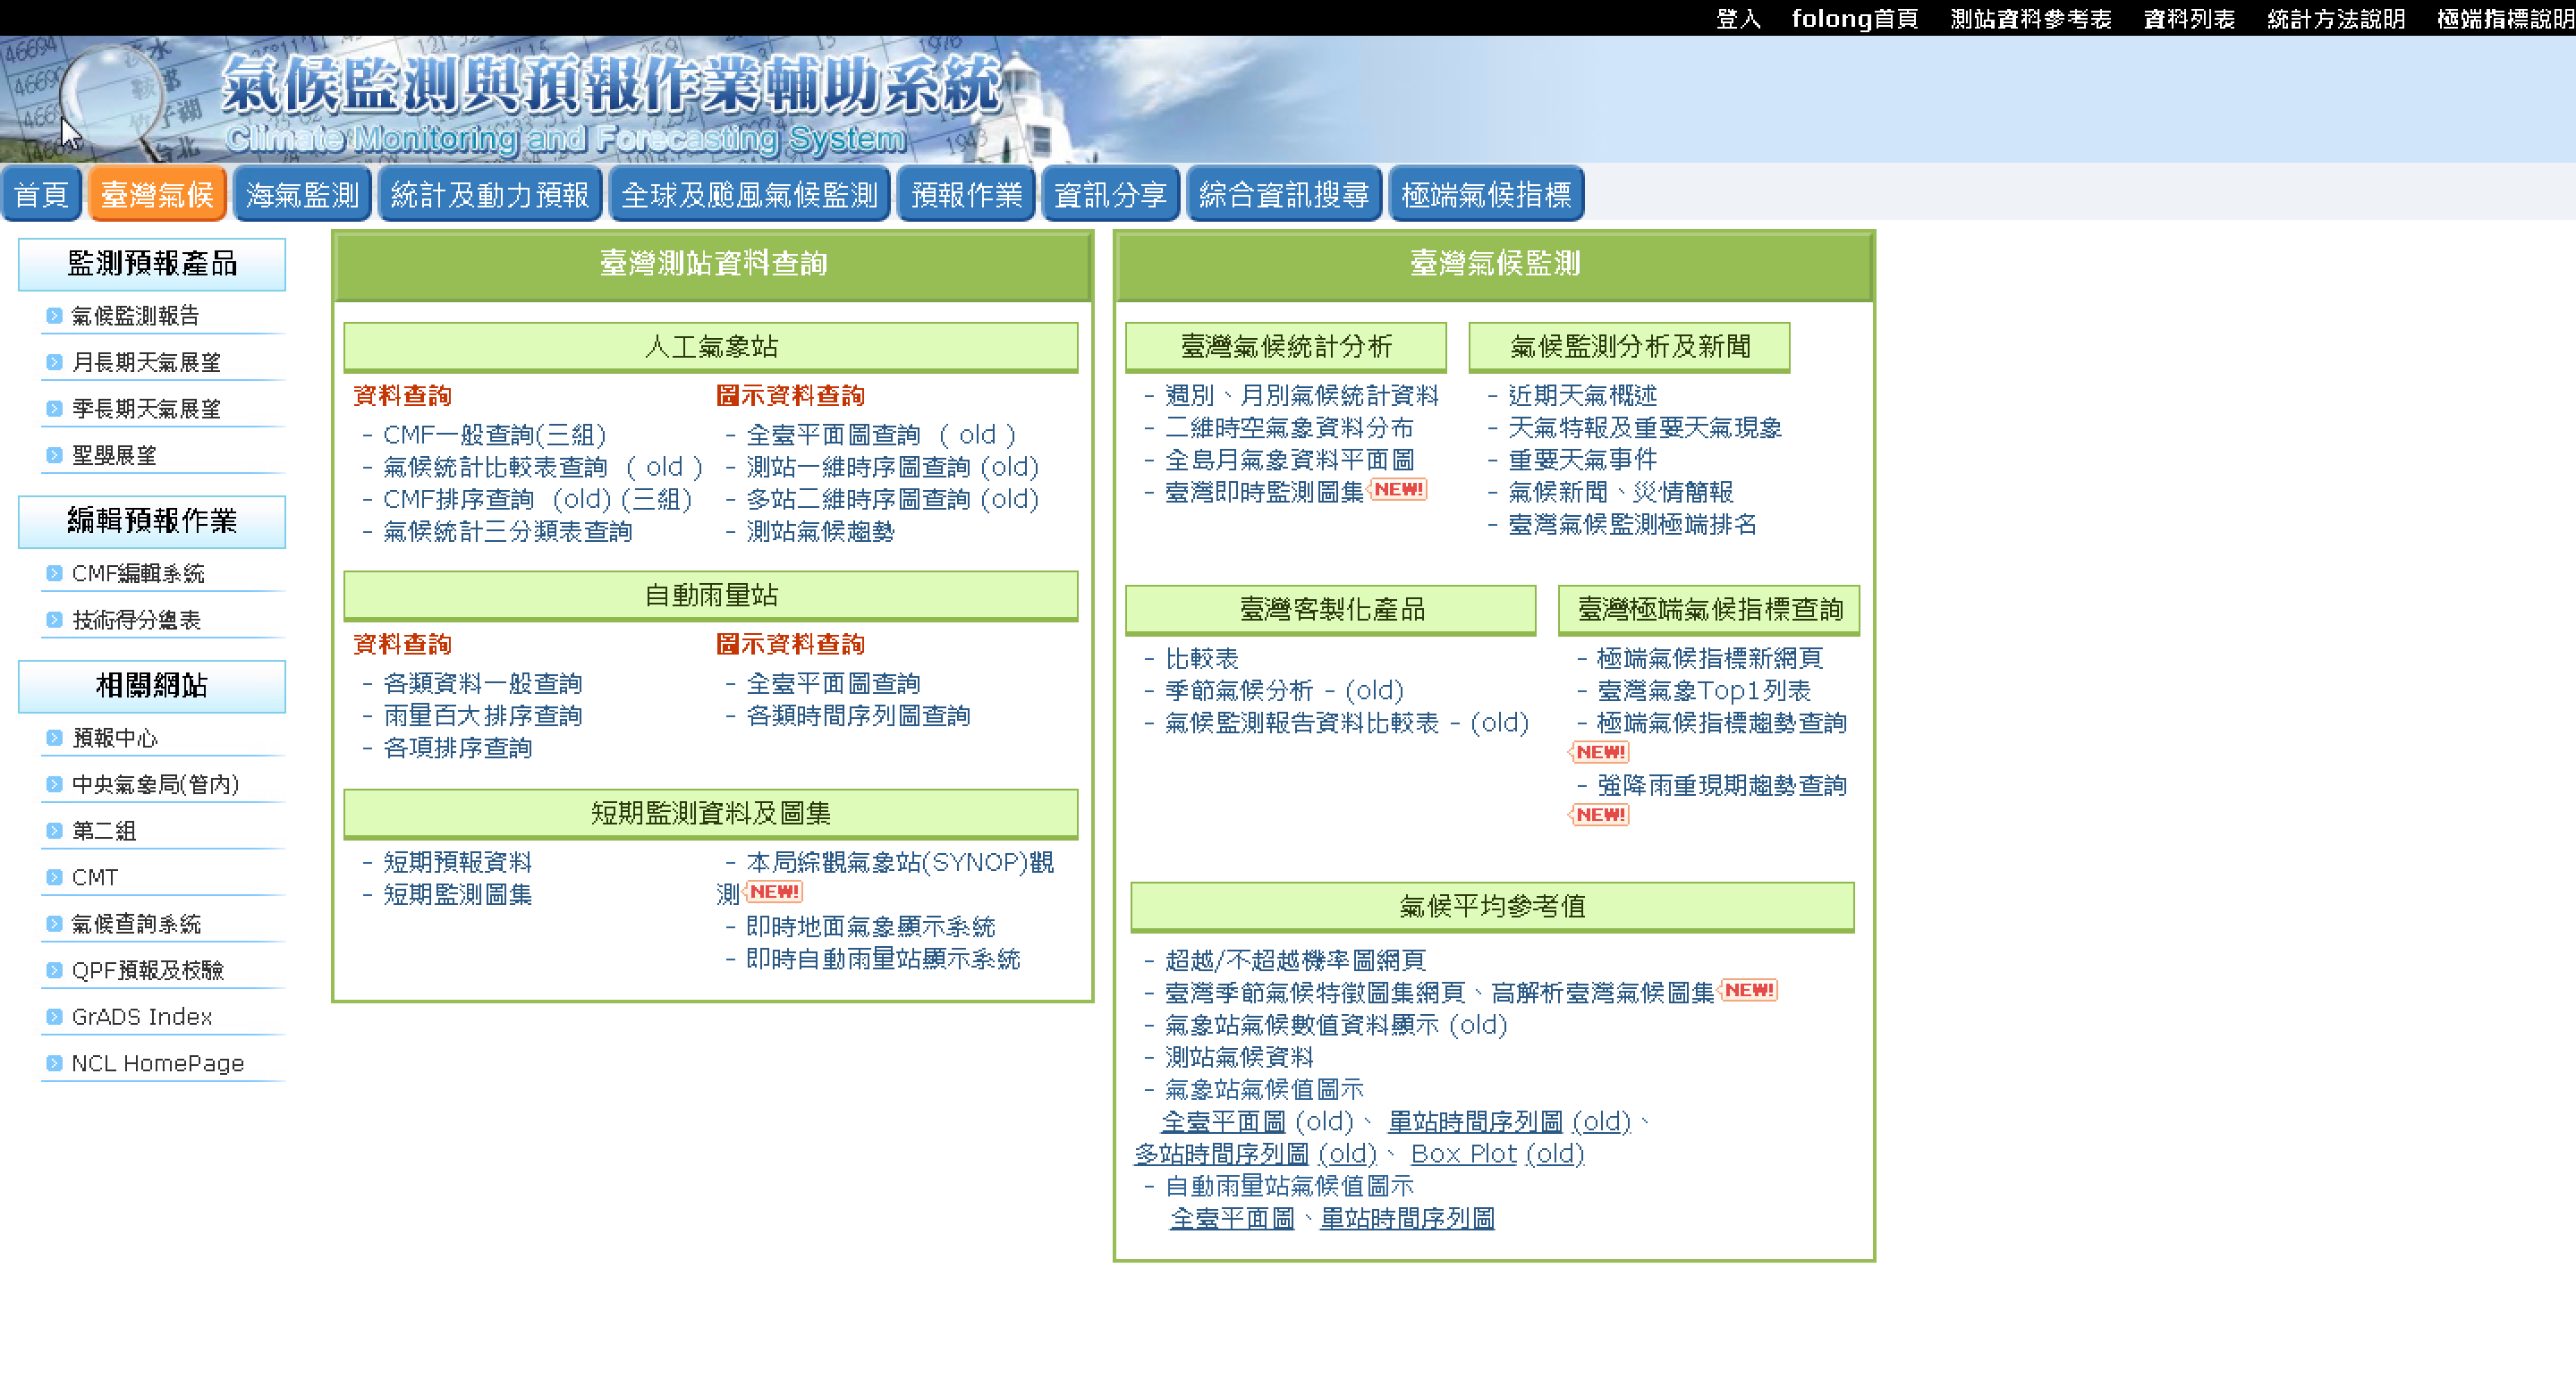 登入 folong首頁 測站資料參考表 資料列表 統計方法說明 極端指標說明
氣候監測與預報作業輔助系統
Climate Monitoring and Forecasting System
首頁 臺灣氣候 海氣監測 統計及動力預報 全球及颱風氣候監測 預報作業 資訊分享 綜合資訊搜尋 極端氣候指標
監測預報產品
氣候監測報告
月長期天氣展望
季長期天氣展望
聖嬰展望
編輯預報作業
CMF編輯系統
技術得分總表
相關網站
預報中心
中央氣象局(管內)
第二組
CMT
氣候查詢系統
QPF預報及校驗
GrADS Index
NCL HomePage
臺灣測站資料查詢
人工氣象站
資料查詢
- CMF一般查詢(三組)
- 氣候統計比較表查詢 ( old )
- CMF排序查詢 (old) (三組)
- 氣候統計三分類表查詢
圖示資料查詢
- 全臺平面圖查詢 ( old )
- 測站一維時序圖查詢 (old)
- 多站二維時序圖查詢 (old)
- 測站氣候趨勢
自動雨量站
資料查詢
- 各類資料一般查詢
- 雨量百大排序查詢
- 各項排序查詢
圖示資料查詢
- 全臺平面圖查詢
- 各類時間序列圖查詢
短期監測資料及圖集
- 短期預報資料
- 短期監測圖集
- 本局綜觀氣象站(SYNOP)觀
測 NEW!
- 即時地面氣象顯示系統
- 即時自動雨量站顯示系統
臺灣氣候監測
臺灣氣候統計分析
- 週別、月別氣候統計資料
- 二維時空氣象資料分布
- 全島月氣象資料平面圖
- 臺灣即時監測圖集 NEW!
氣候監測分析及新聞
- 近期天氣概述
- 天氣特報及重要天氣現象
- 重要天氣事件
- 氣候新聞、災情簡報
- 臺灣氣候監測極端排名
臺灣客製化產品
- 比較表
- 季節氣候分析 - (old)
- 氣候監測報告資料比較表 - (old)
臺灣極端氣候指標查詢
- 極端氣候指標新網頁
- 臺灣氣象Top1列表
- 極端氣候指標趨勢查詢
NEW!
- 強降雨重現期趨勢查詢
NEW!
氣候平均參考值
- 超越/不超越機率圖網頁
- 臺灣季節氣候特徵圖集網頁、高解析臺灣氣候圖集 NEW!
- 氣象站氣候數值資料顯示 (old)
- 測站氣候資料
- 氣象站氣候值圖示
全臺平面圖 (old)、 單站時間序列圖 (old)、
多站時間序列圖 (old)、 Box Plot (old)
- 自動雨量站氣候值圖示
全臺平面圖、單站時間序列圖